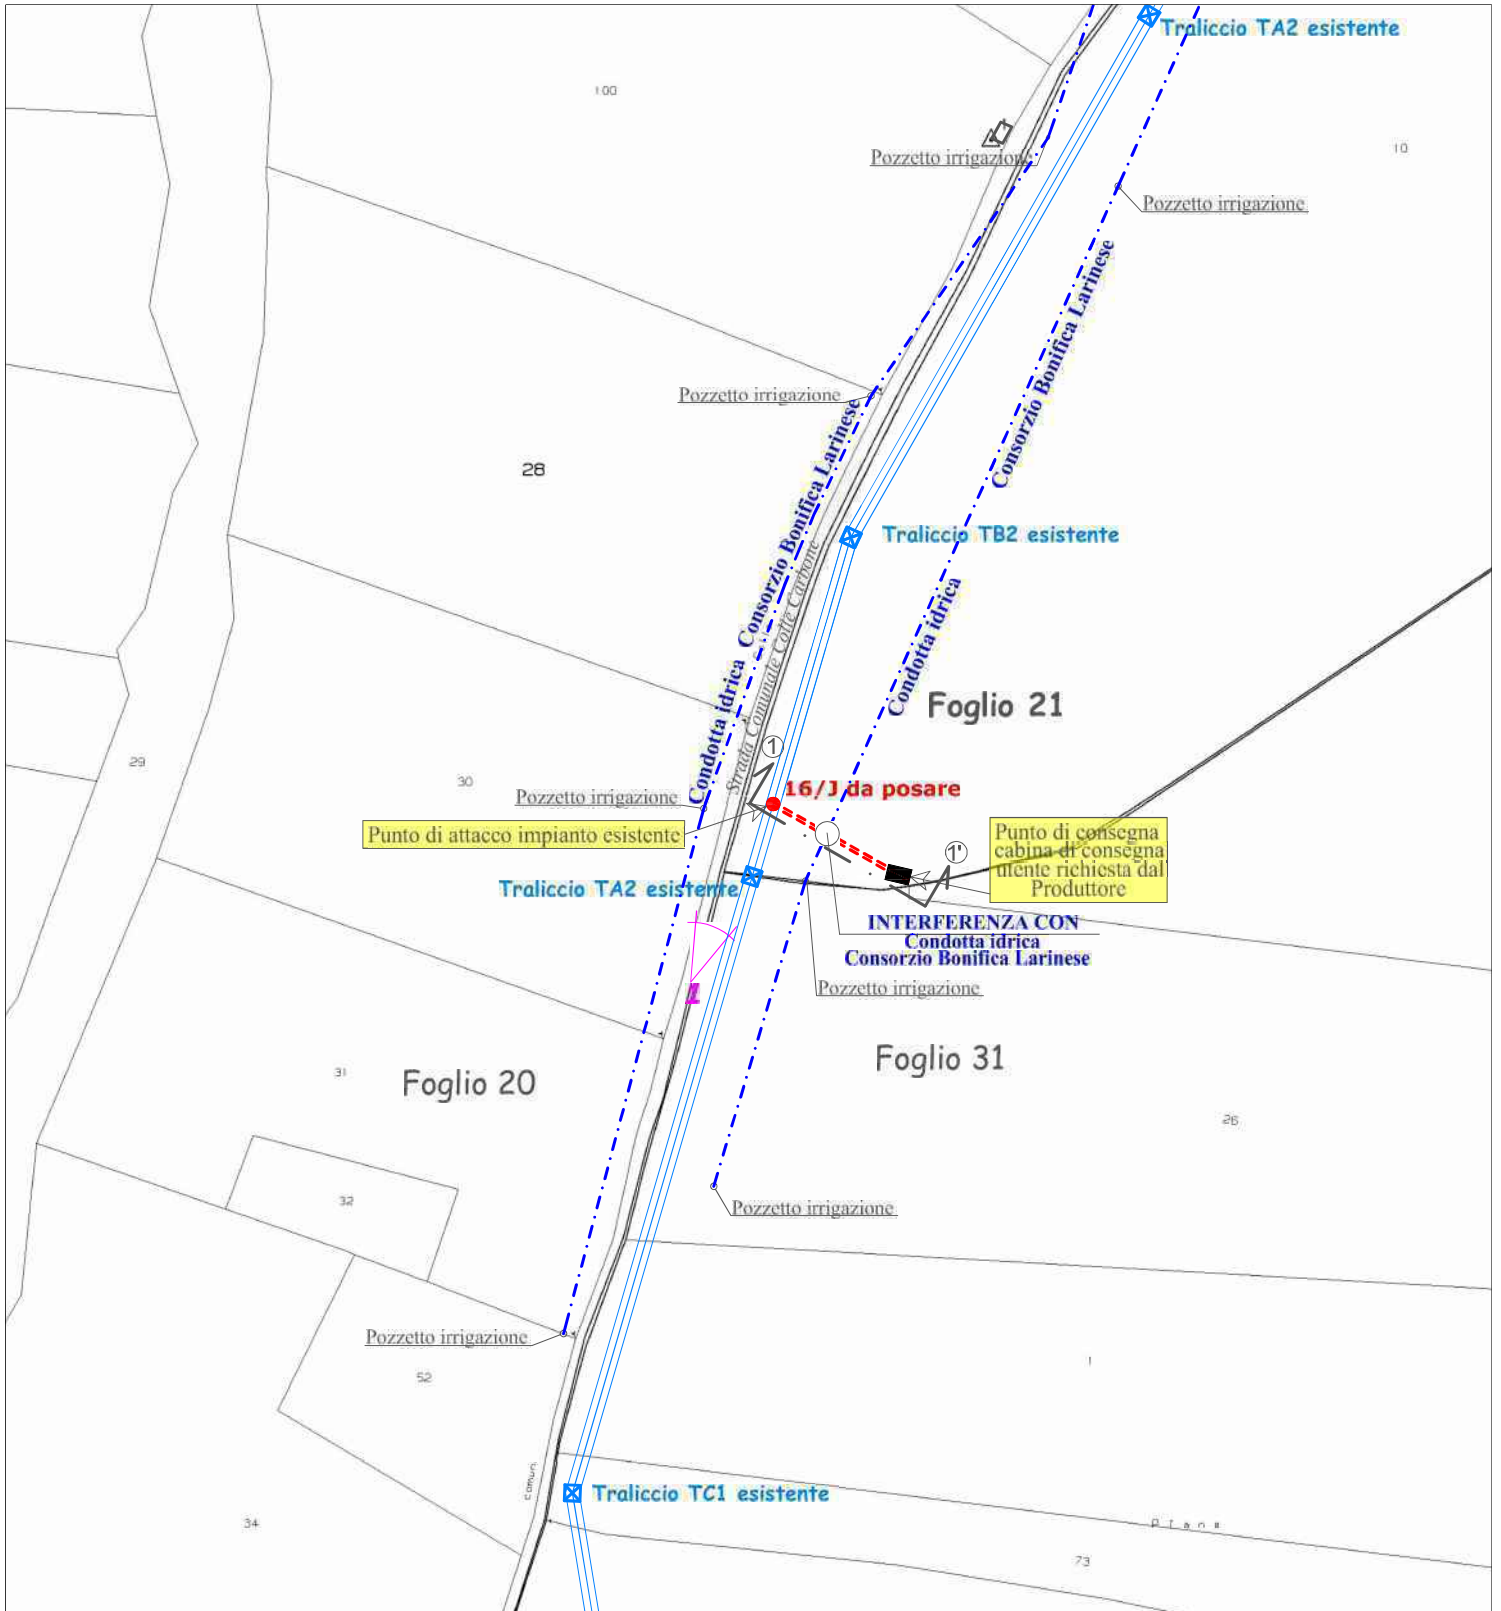 Traliccio TA2 esistente
100
10
Pozzetto irrigazione
Pozzetto irrigazione
Consorzio Bonifica Larinese
Pozzetto irrigazione
Consorzio Bonifica Larinese
28
Traliccio TB2 esistente
Strada Comunale Colle Carbone
Condotta idrica
Condotta idrica
Foglio 21
29
30
1
16/J da posare
Pozzetto irrigazione
Punto di attacco impianto esistente
Punto di consegna
cabina di consegna
utente richiesta dal
Produttore
1'
Traliccio TA2 esistente
INTERFERENZA CON
Condotta idrica
Consorzio Bonifica Larinese
Pozzetto irrigazione
1
Foglio 31
31
Foglio 20
26
32
Pozzetto irrigazione
Pozzetto irrigazione
1
52
comun.
Traliccio TC1 esistente
34
Piana
73